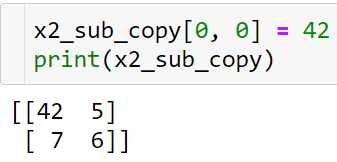 x2_sub_copy[0, 0] = 42
print(x2_sub_copy)
[[42  5]
 [ 7  6]]